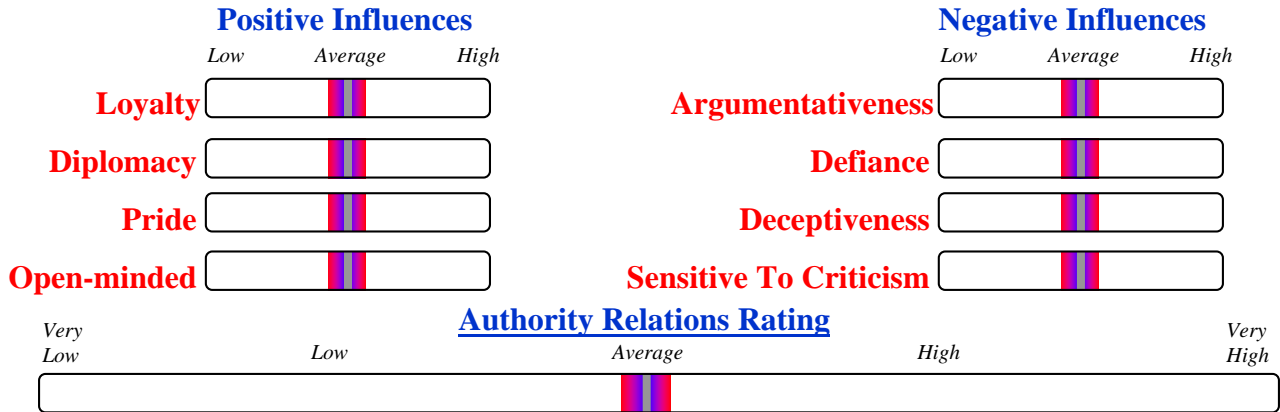 Positive Influences
Negative Influences
Low Average High
Low Average High
Loyalty
Argumentativeness
Diplomacy
Defiance
Pride
Deceptiveness
Open-minded
Sensitive To Criticism
Authority Relations Rating
Very Low
Low
Average
High
Very High